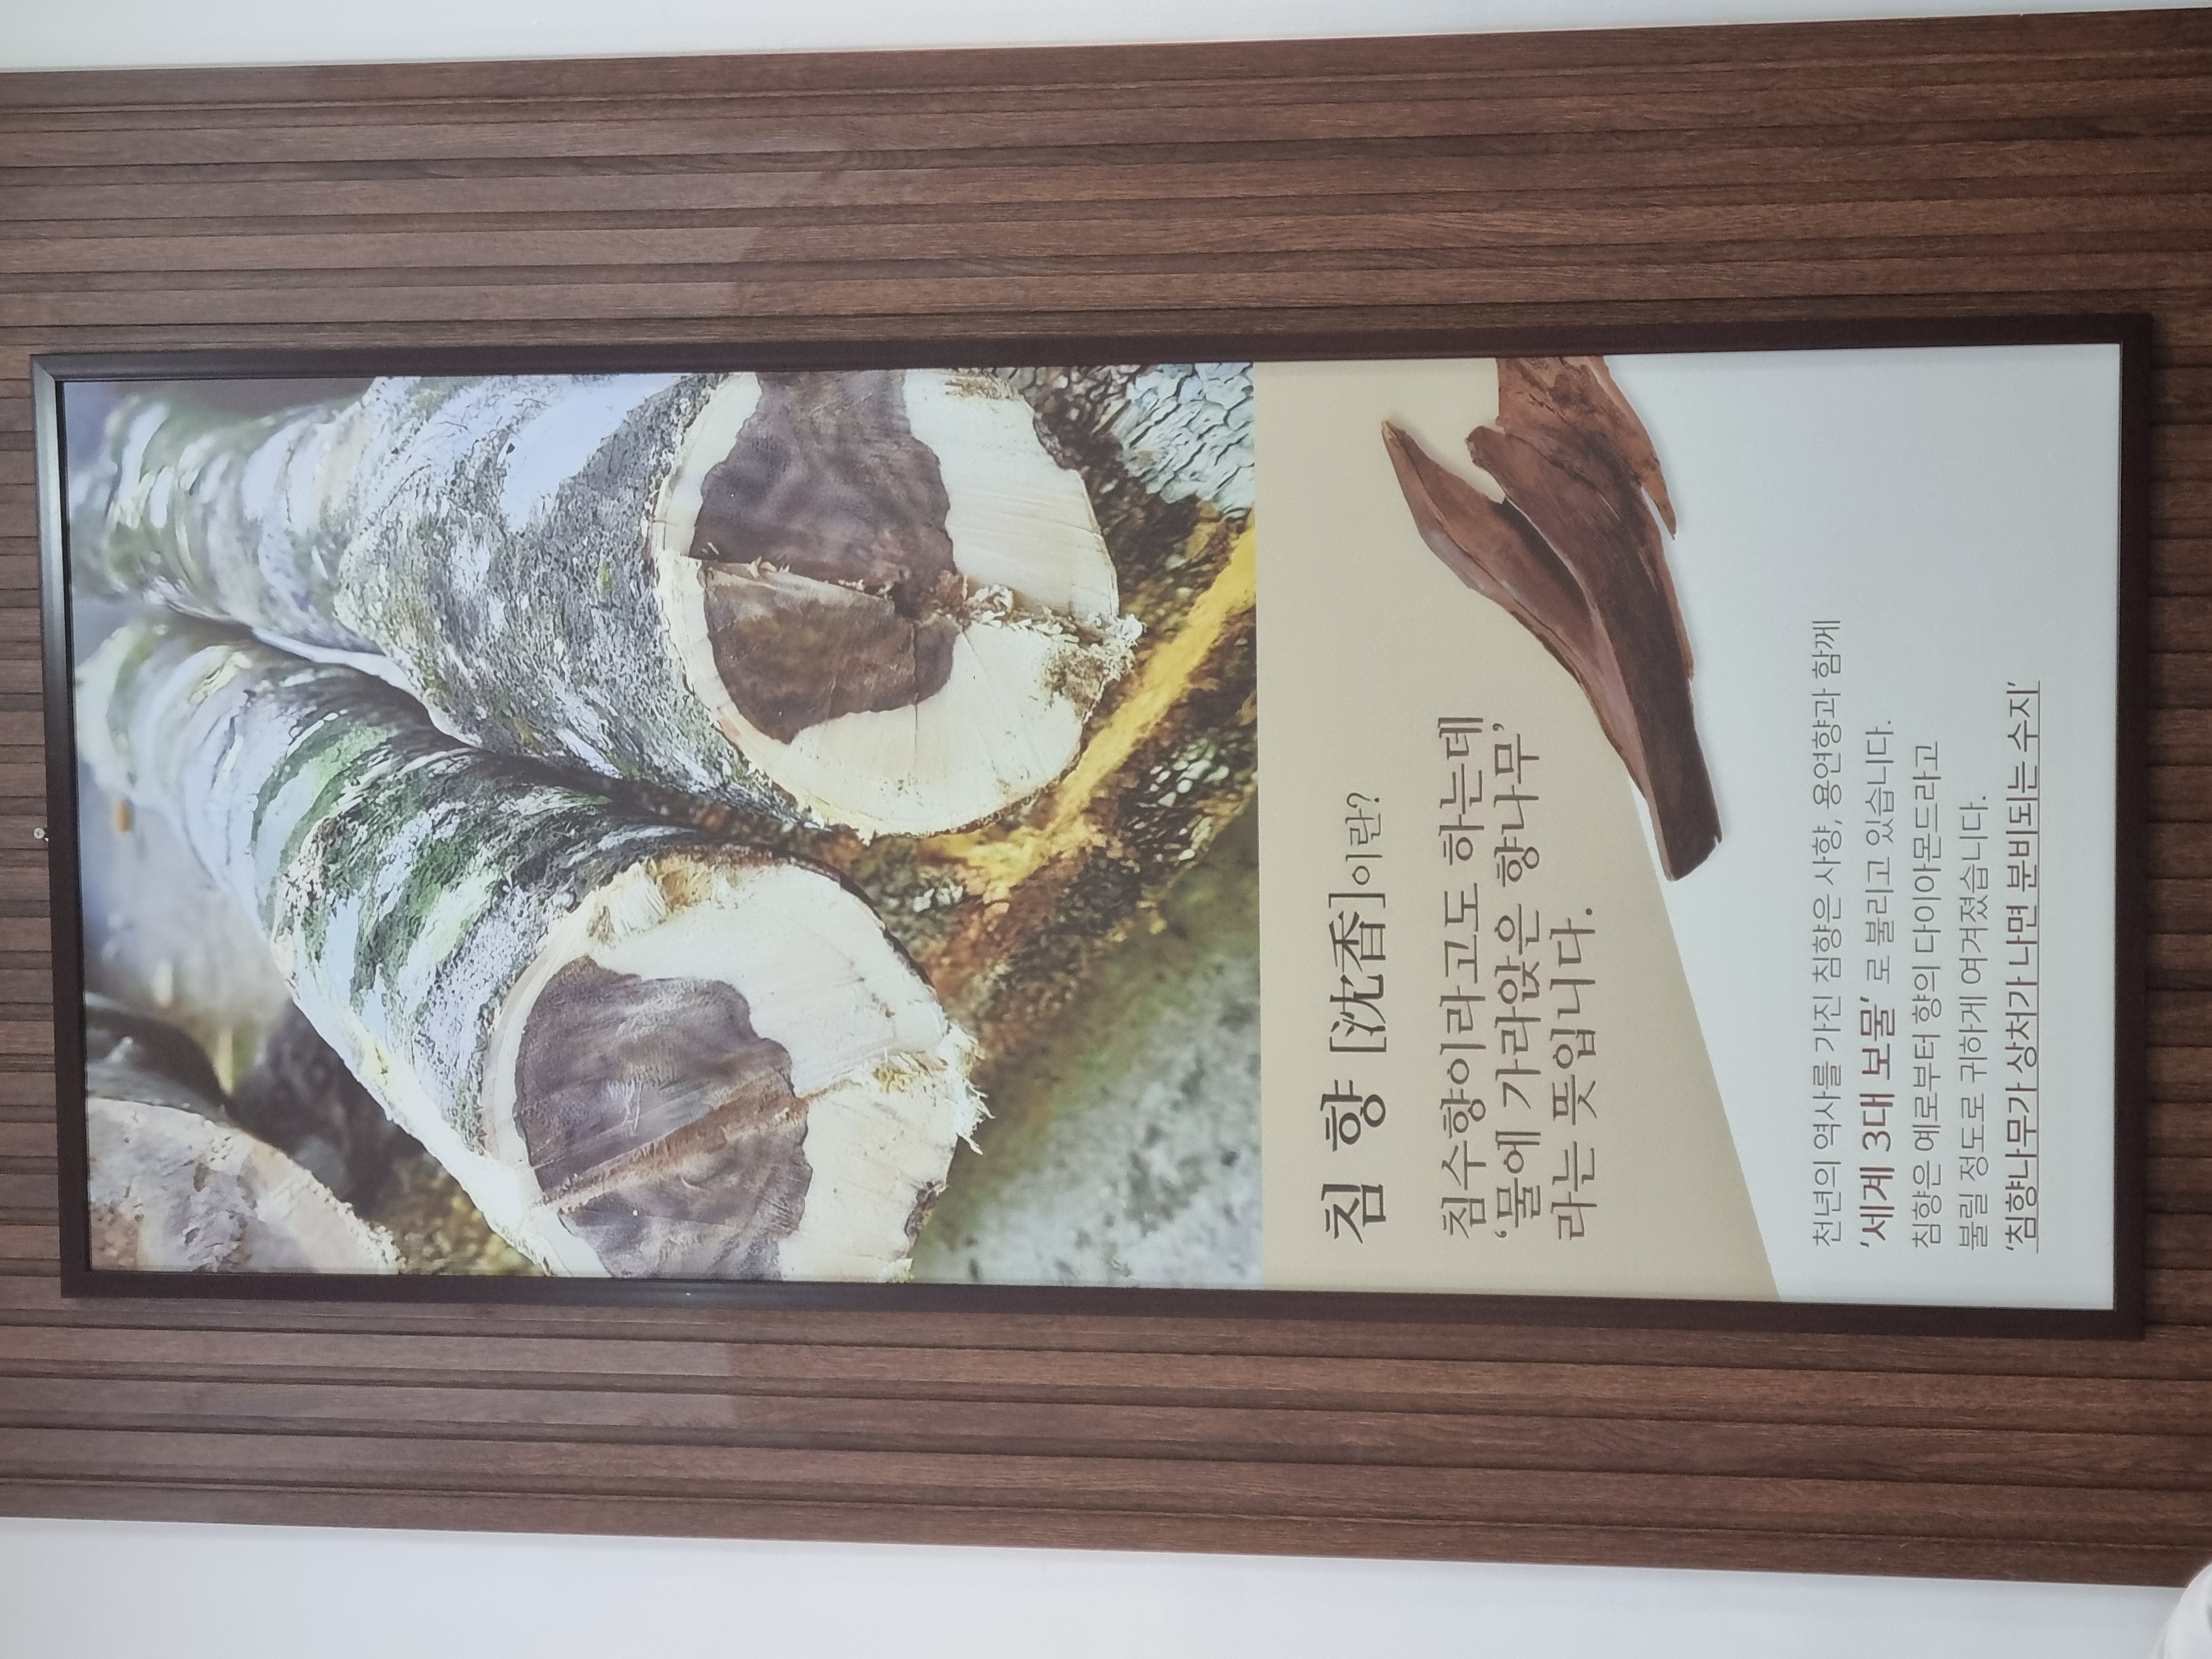 침 향 [沈香]이란?
침수향이라고도 하는데
‘물에 가라앉은 향나무’
라는 뜻입니다.
천년의 역사를 가진 침향은 사향, 용연향과 함께
‘세계 3대 보물’ 로 불리고 있습니다.
침향은 예로부터 향의 다이아몬드라고
불릴 정도로 귀하게 여겨졌습니다.
‘침향나무가 상처가 나면 분비되는 수지’